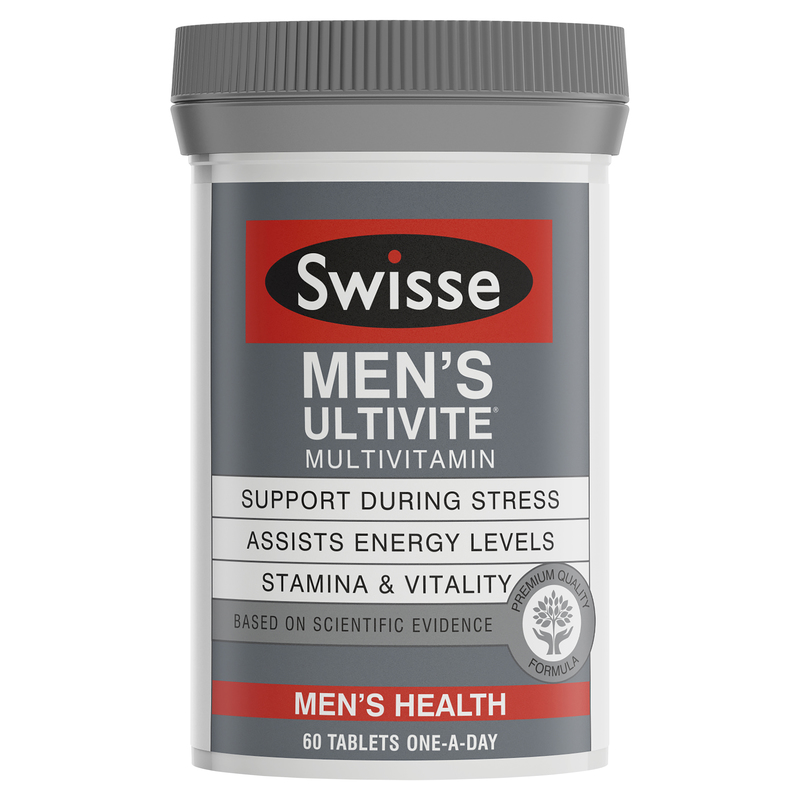 Swisse
MEN'S
ULTIVITE®
MULTIVITAMIN
SUPPORT DURING STRESS
ASSISTS ENERGY LEVELS
STAMINA & VITALITY
BASED ON SCIENTIFIC EVIDENCE
PREMIUM QUALITY
FORMULA
MEN'S HEALTH
60 TABLETS ONE-A-DAY